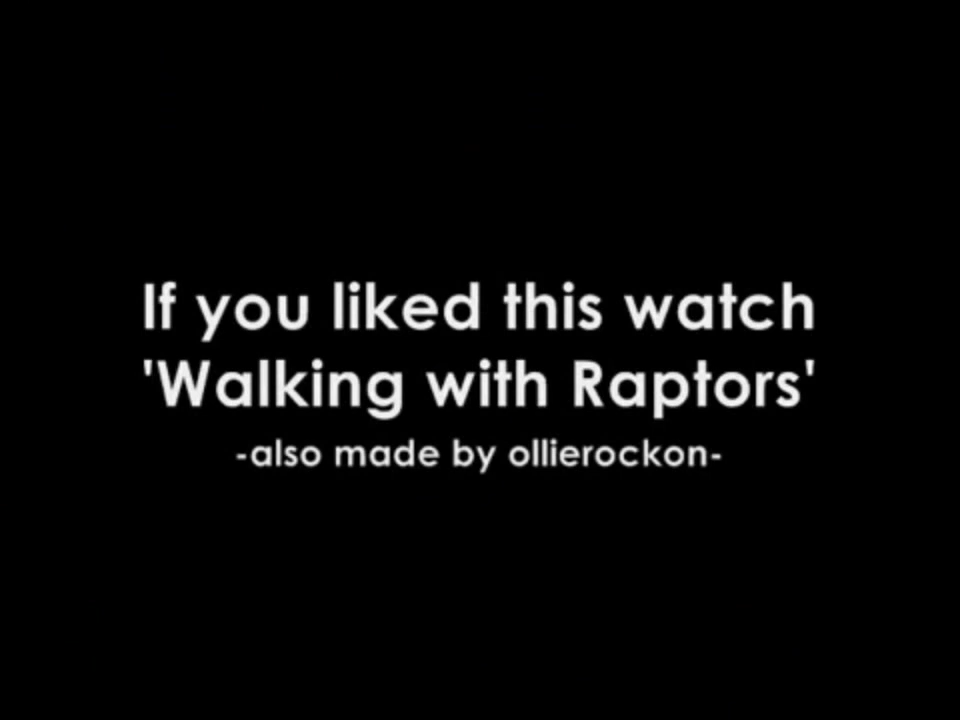 If you liked this watch
'Walking with Raptors'
-also made by ollierockon-